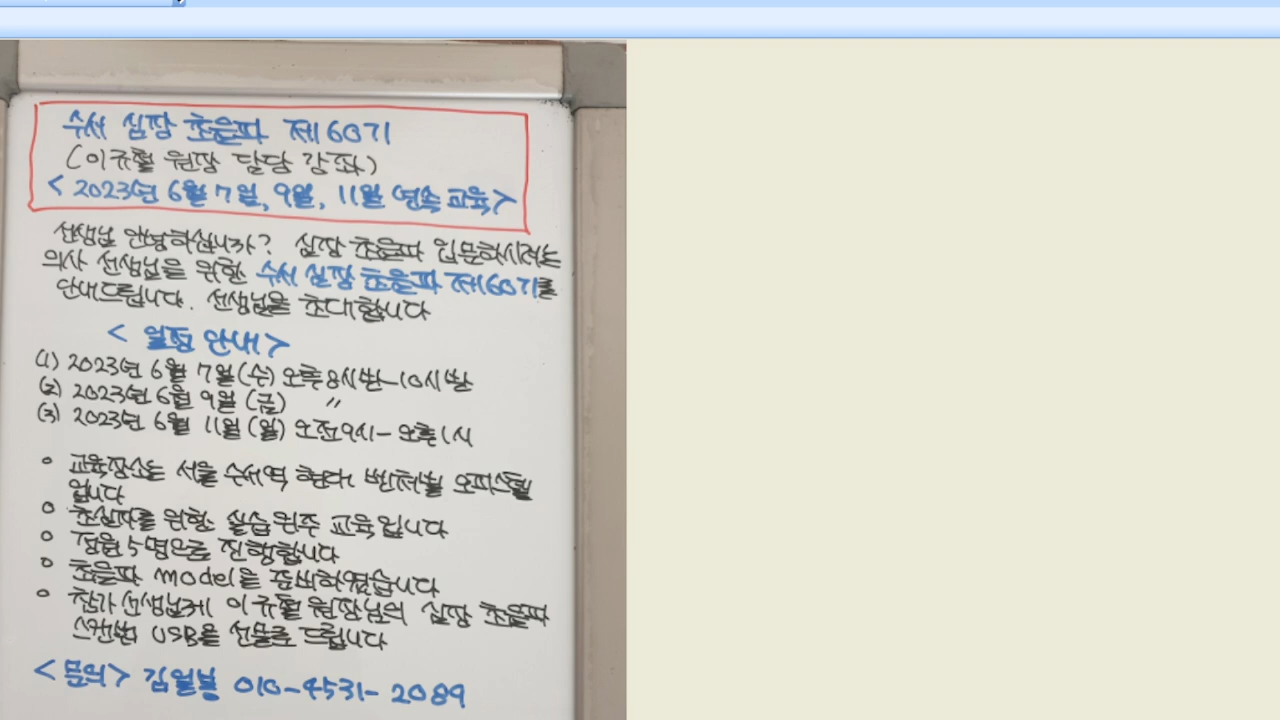 수서 심장 초음파 제160기
(이규철 원장 담당 강좌)
<2023년 6월 7일, 9일, 11일 연속 교육>
선생님 안녕하십니까? 심장 초음파 입문하시려는
의사 선생님을 위한 수서 심장 초음파 제160기를
안내드립니다. 선생님을 초대합니다
<일정 안내>
(1) 2023년 6월 7일(수) 오후8시반-10시반
(2) 2023년 6월 9일 (금) 〃
(3) 2023년 6월 11일 (일) 오전9시-오후1시
◦ 교육장소는 서울 수서역 현대 벤처빌 오피스텔
입니다
◦ 초심자를 위한 실습위주 교육입니다
◦ 정원5명으로 진행합니다
◦ 초음파 model을 준비하였습니다
◦ 참가선생님께 이규철원장님의 심장 초음파
스캔법 USB을 선물로 드립니다
<문의> 김일봉 010-4531-2089